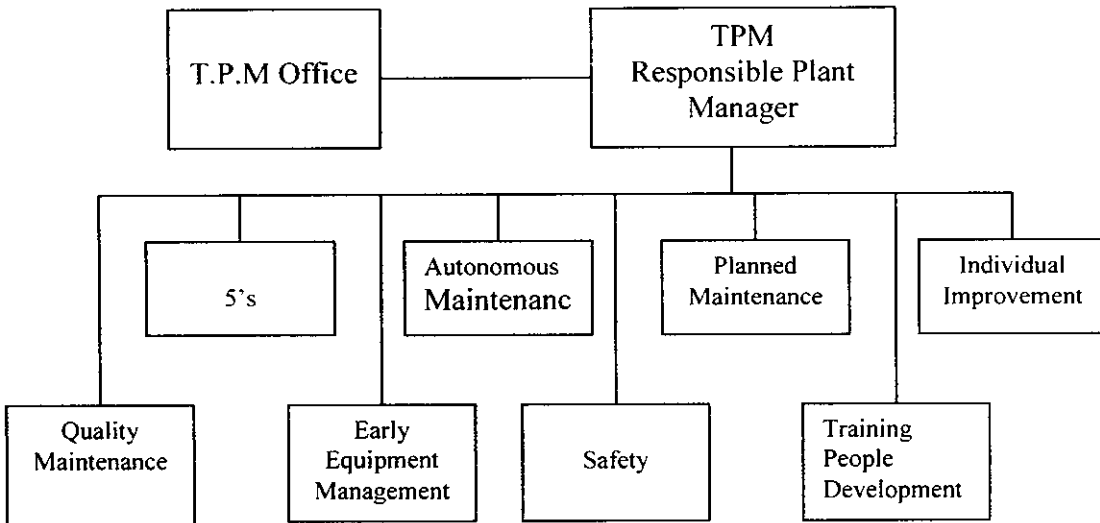 T.P.M Office
TPM
Responsible Plant
Manager
5's
Autonomous
Maintenanc
Planned
Maintenance
Individual
Improvement
Quality
Maintenance
Early
Equipment
Management
Safety
Training
People
Development